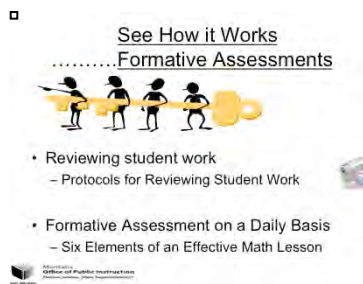 See How it Works
..........Formative Assessments
• Reviewing student work
– Protocols for Reviewing Student Work
• Formative Assessment on a Daily Basis
– Six Elements of an Effective Math Lesson
Montana
Office of Public Instruction